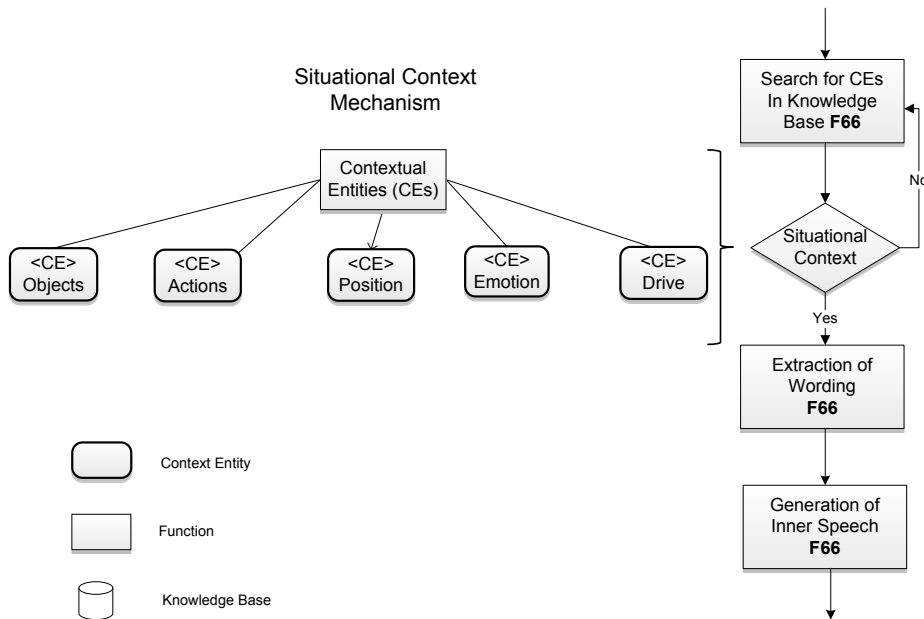 Situational Context
Mechanism
Contextual
Entities (CEs)
<CE>
Objects
<CE>
Actions
<CE>
Position
<CE>
Emotion
<CE>
Drive
Search for CEs
In Knowledge
Base F66
No
Situational
Context
Yes
Extraction of
Wording
F66
Generation of
Inner Speech
F66
Context Entity
Function
Knowledge Base